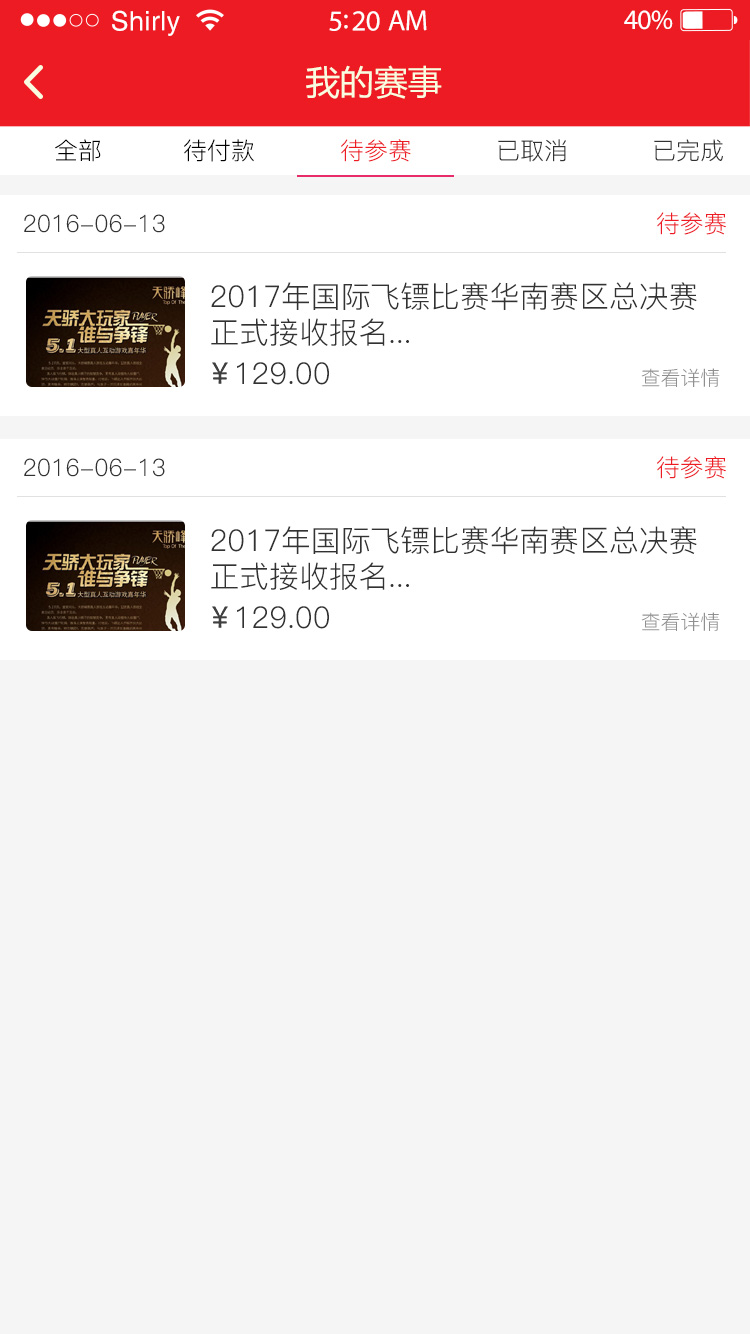 Shirly 5:20 AM 40%
我的赛事
全部 待付款 待参赛 已取消 已完成
2016-06-13 待参赛
天骄峰
Top Of The
天骄大玩家 PLAYER
谁与争锋
5.1大型真人互动游戏嘉年华
2017年国际飞镖比赛华南赛区总决赛
正式接收报名...
¥129.00
查看详情
2016-06-13 待参赛
天骄峰
Top Of The
天骄大玩家 PLAYER
谁与争锋
5.1大型真人互动游戏嘉年华
2017年国际飞镖比赛华南赛区总决赛
正式接收报名...
¥129.00
查看详情